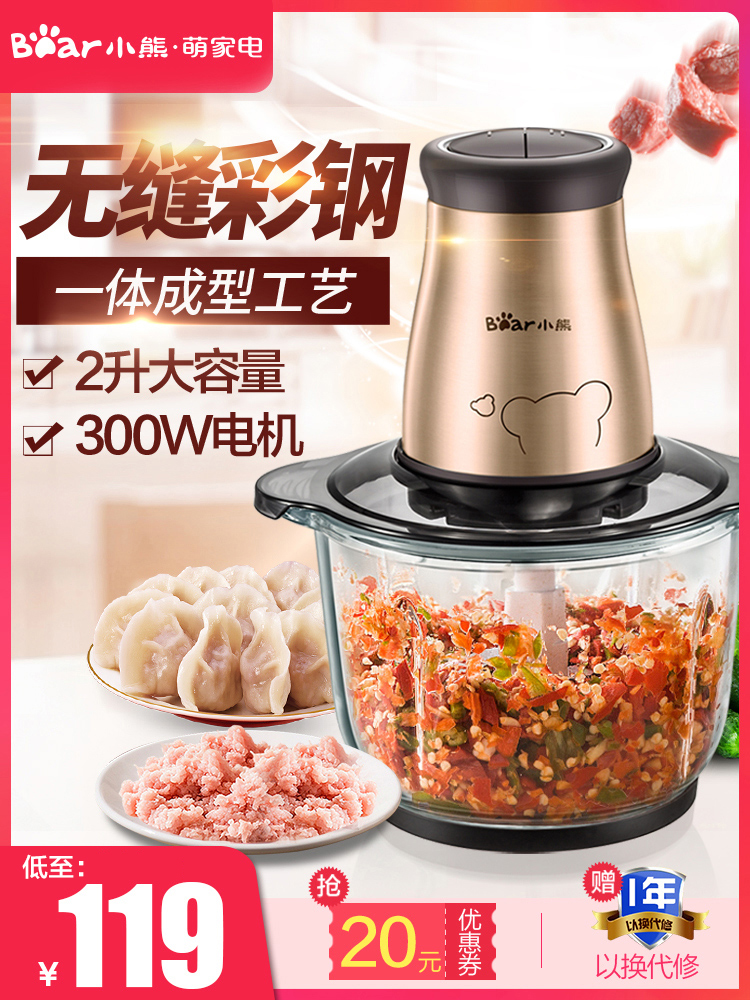 Bear小熊·萌家电
无缝彩钢
一体成型工艺
2升大容量
300W电机
Bear小熊
低至:
¥119
抢
20元
优惠券
赠
1年
以换代修
以换代修